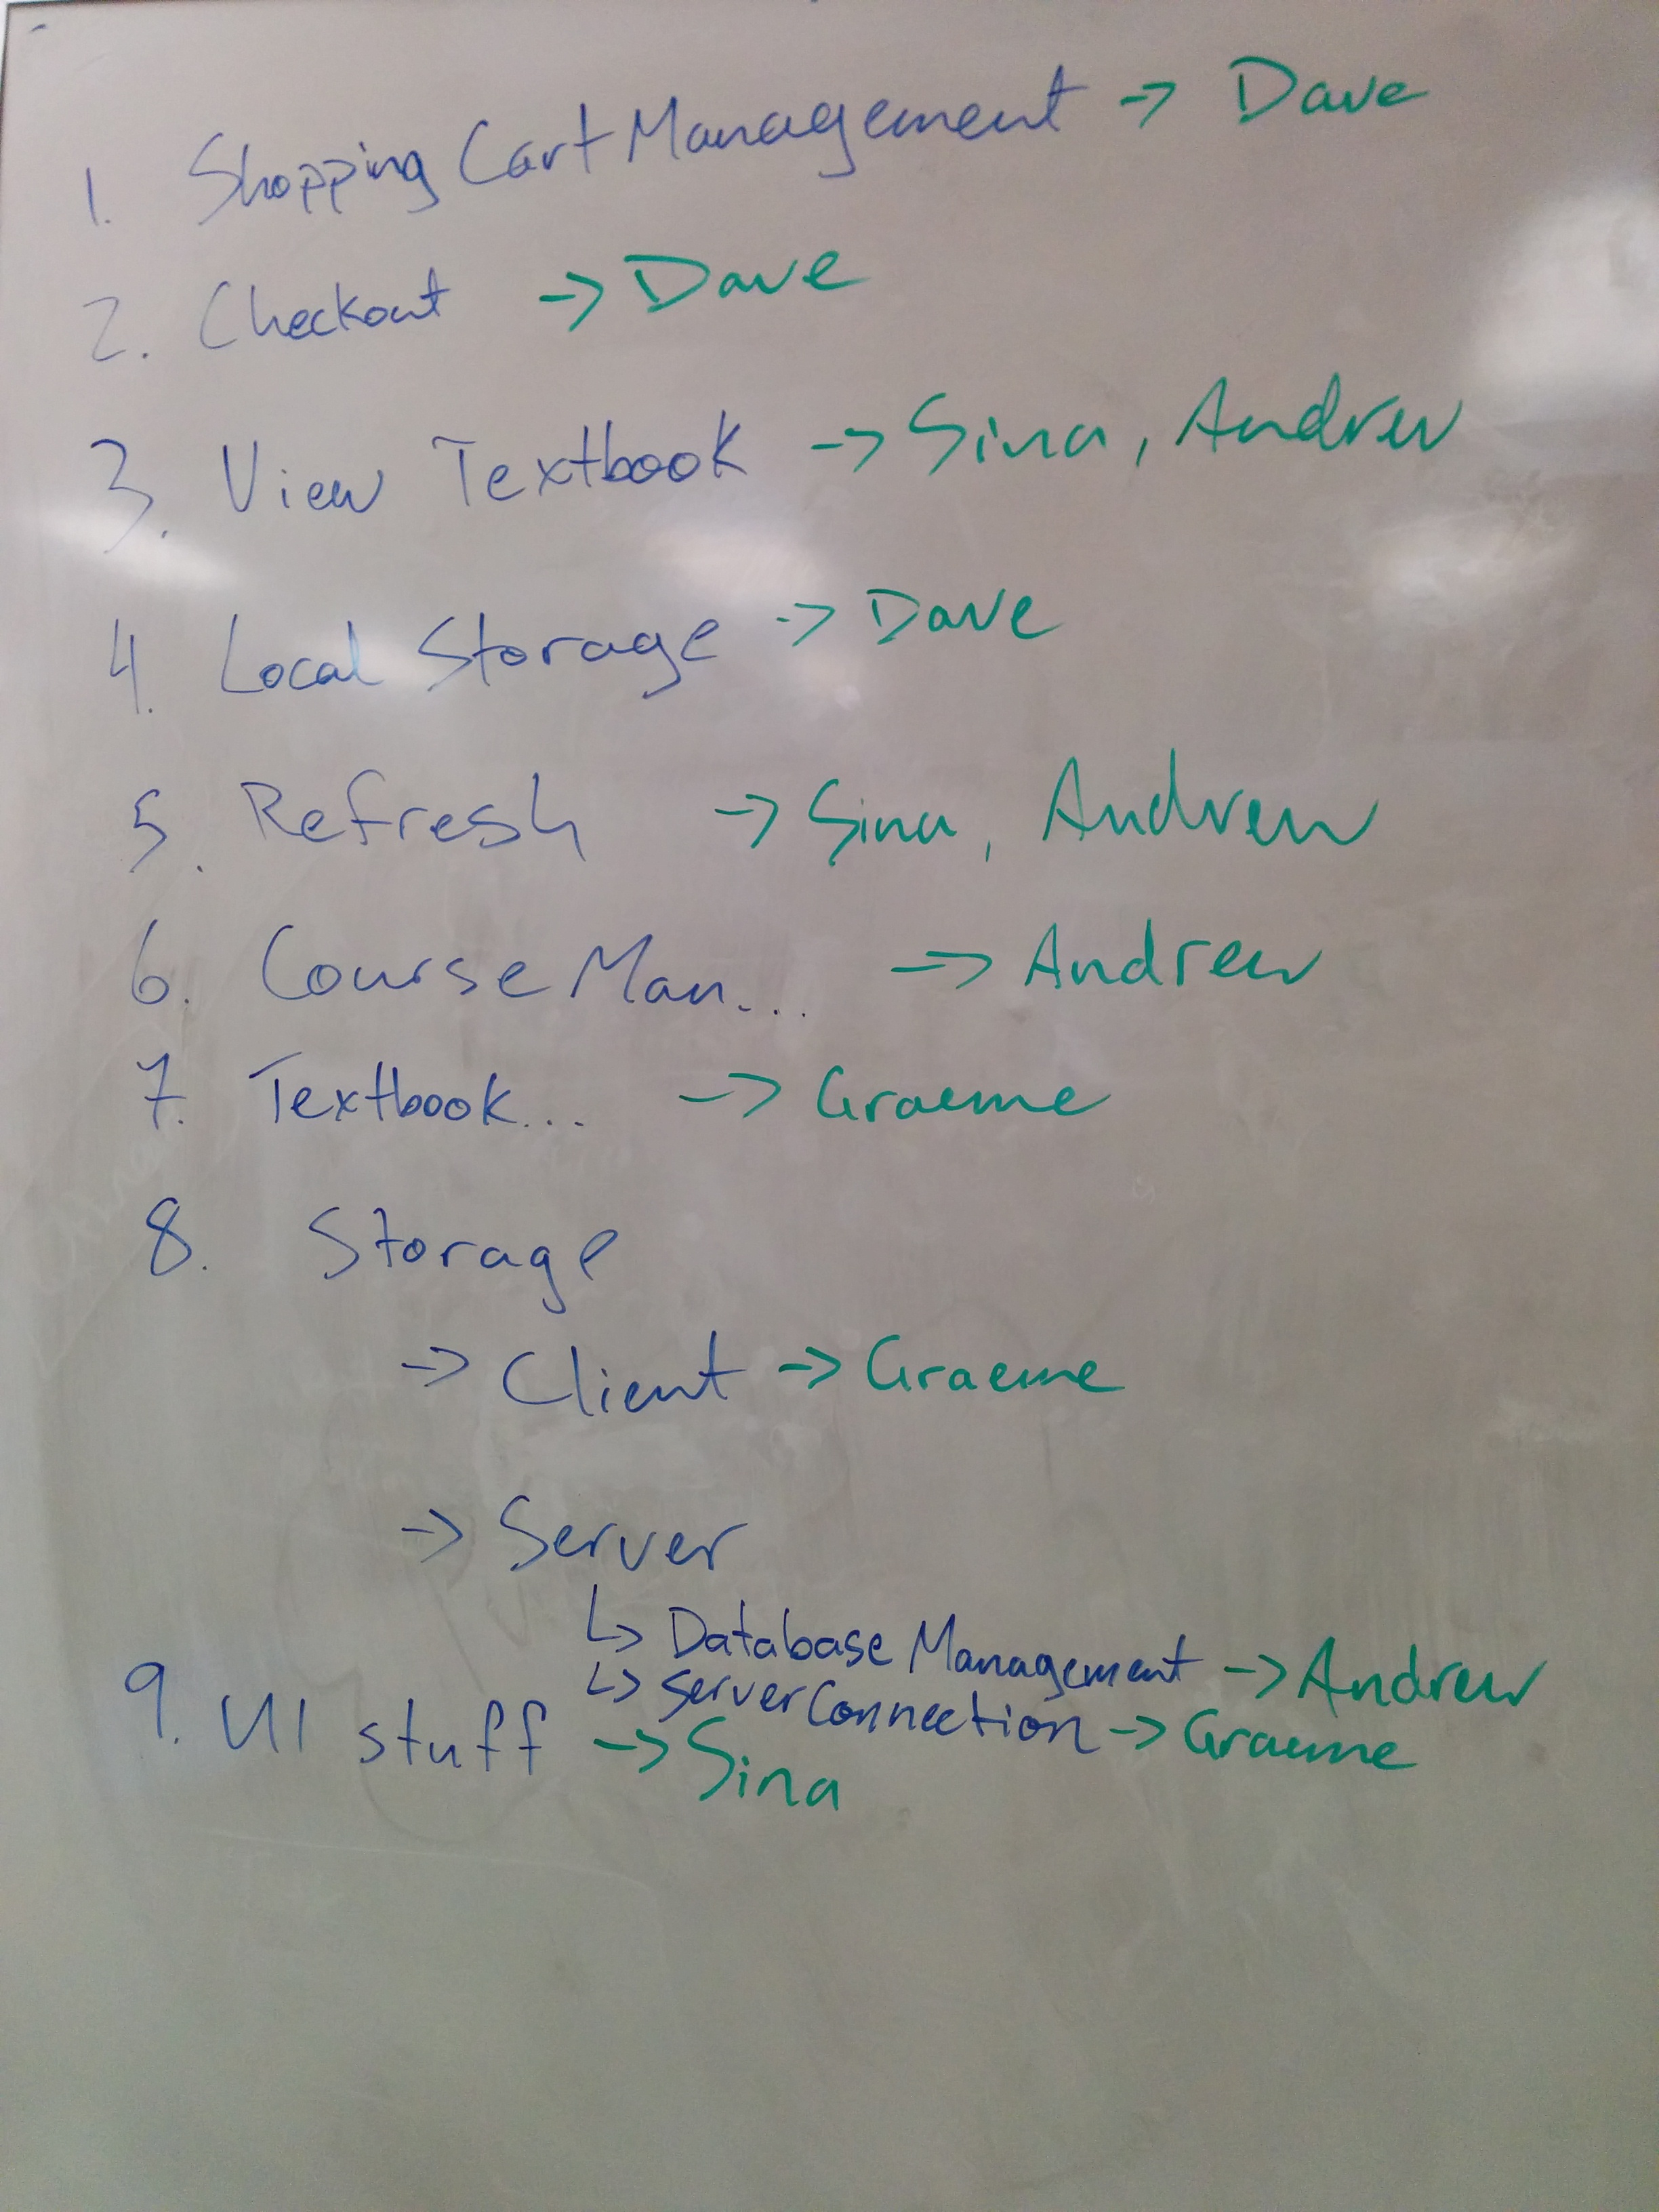 1. Shopping Cart Management -> Dave
2. Checkout -> Dave
3. View Textbook -> Sina, Andrew
4. Local Storage -> Dave
5. Refresh -> Sina, Andrew
6. Course Man... -> Andrew
7. Textbook... -> Graeme
8. Storage
-> Client -> Graeme
-> Server
↳ Database Management -> Andrew
↳ Server Connection -> Graeme
9. UI stuff -> Sina